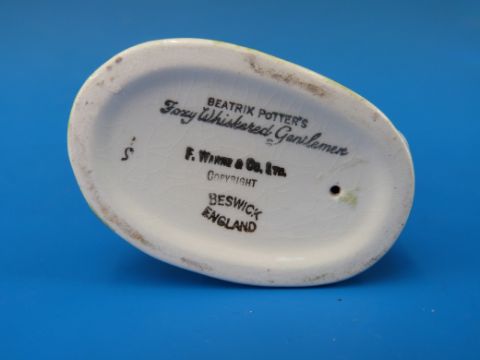 BEATRIX POTTER'S
Foxy Whiskered Gentlemen
F. WARNE & CO. LTD.
COPYRIGHT
BESWICK
ENGLAND
S